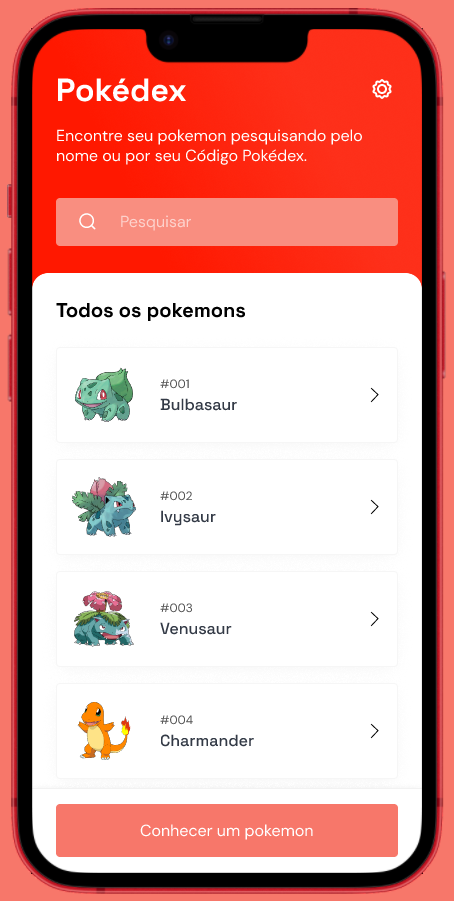 Pokédex
Encontre seu pokemon pesquisando pelo
nome ou por seu Código Pokédex.
Pesquisar
Todos os pokemons
#001
Bulbasaur
#002
Ivysaur
#003
Venusaur
#004
Charmander
Conhecer um pokemon